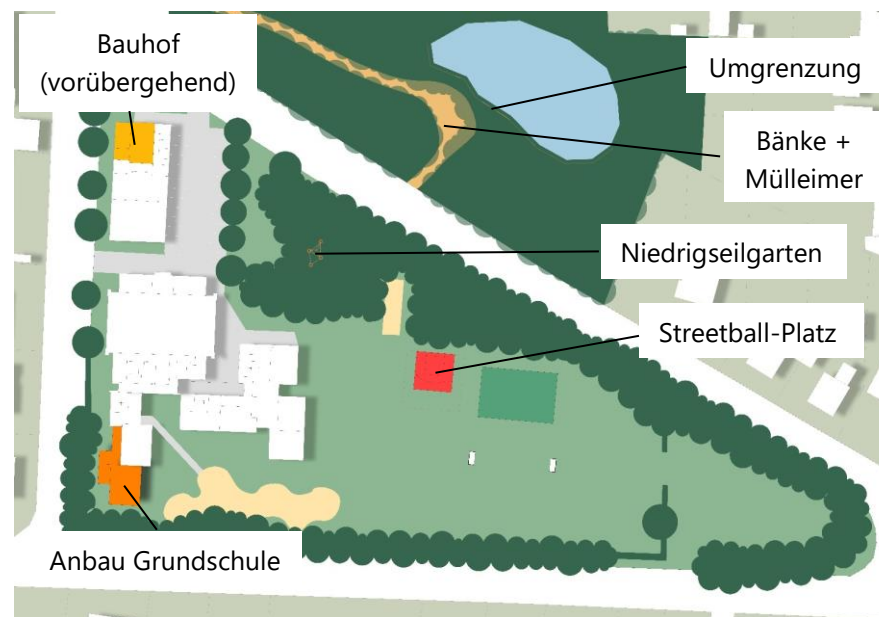 Bauhof
(vorübergehend)
Umgrenzung
Bänke +
Mülleimer
Niedrigseilgarten
Streetball-Platz
Anbau Grundschule